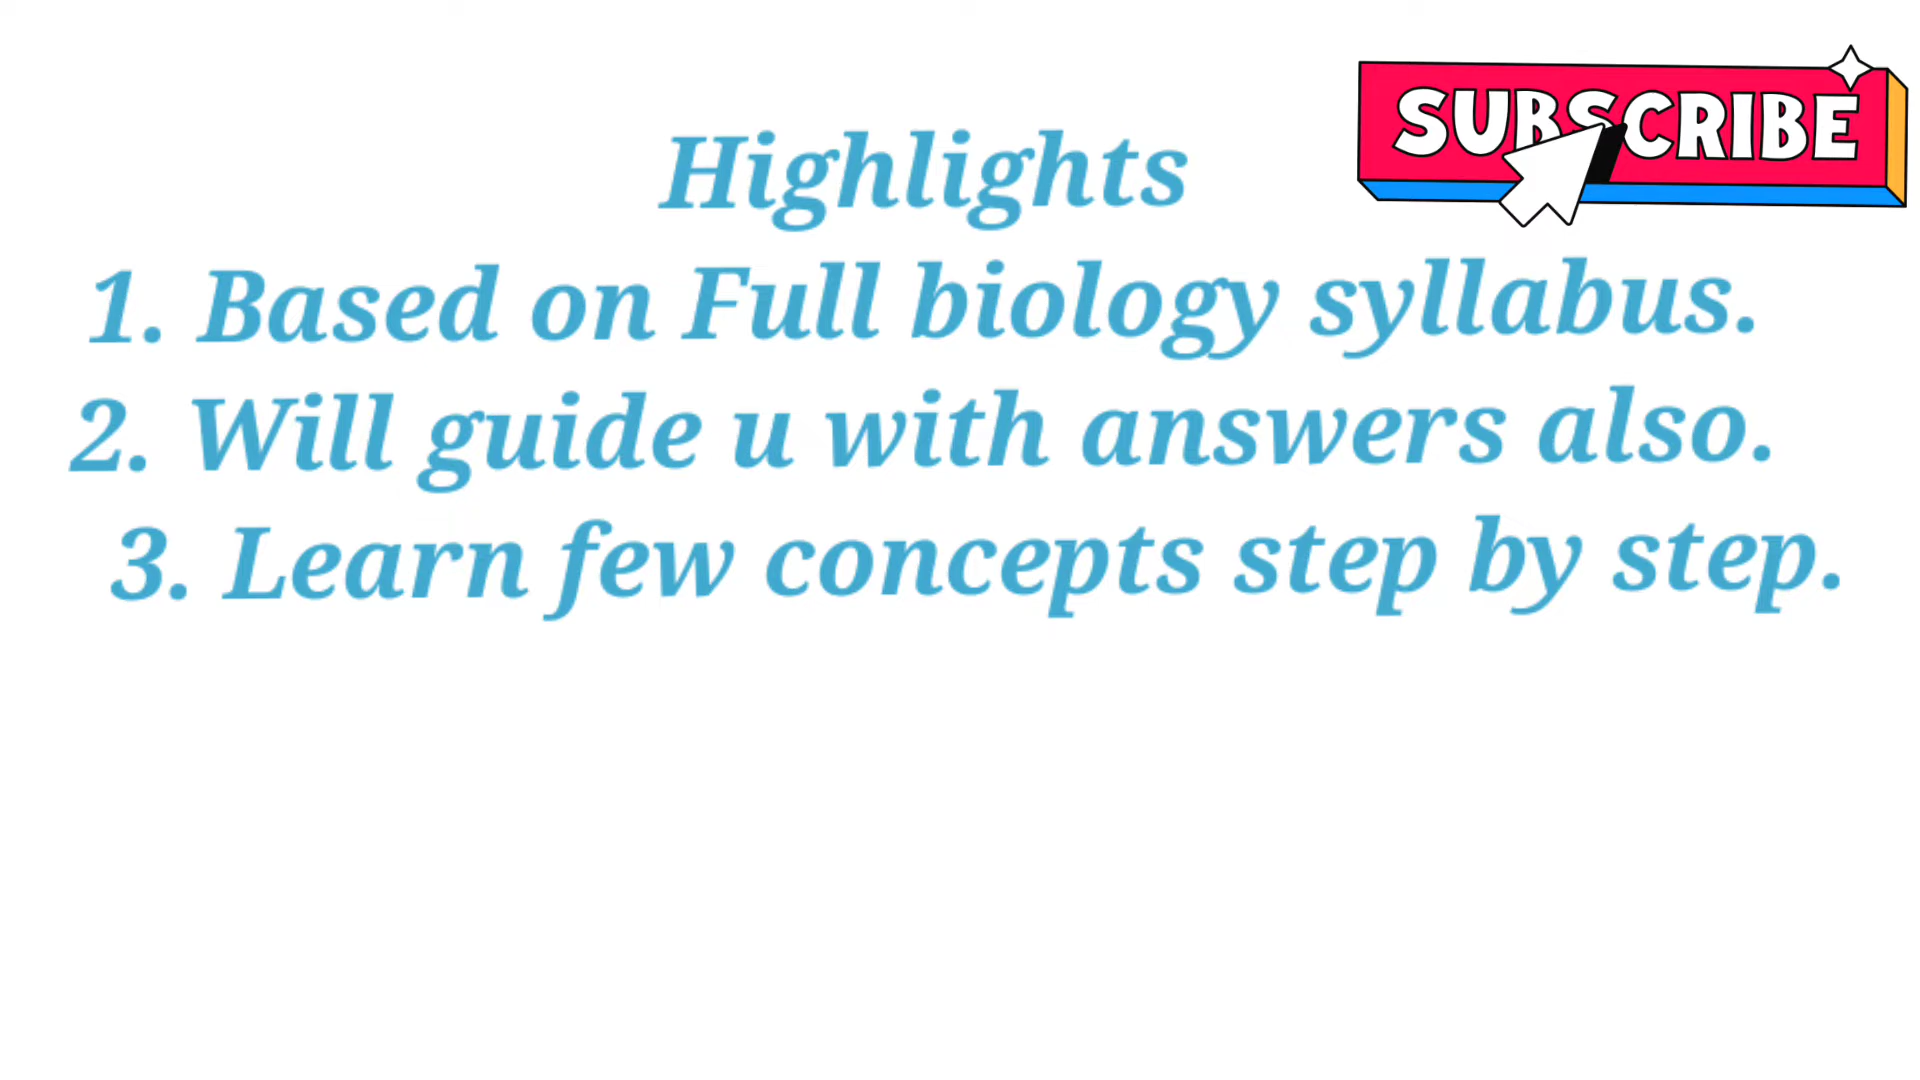 SUBSCRIBE
Highlights
1. Based on Full biology syllabus.
2. Will guide u with answers also.
3. Learn few concepts step by step.